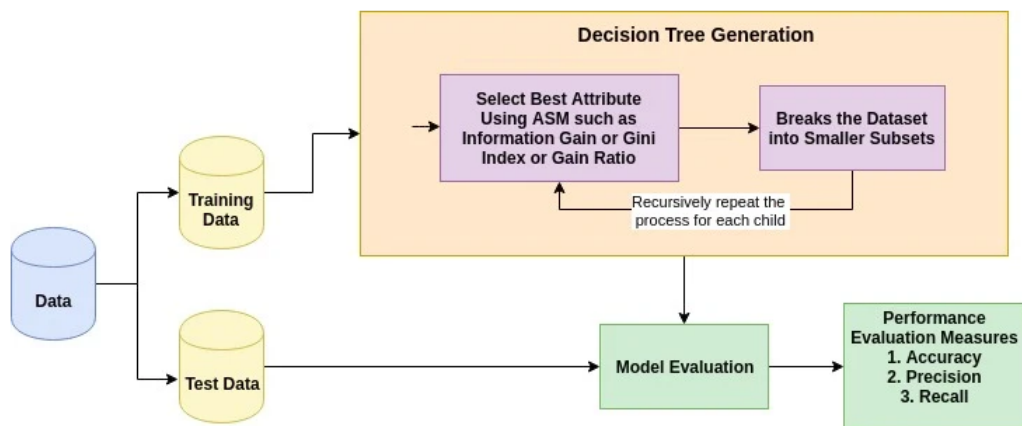 Decision Tree Generation
Select Best Attribute
Using ASM such as
Information Gain or Gini
Index or Gain Ratio
Breaks the Dataset
into Smaller Subsets
Recursively repeat the
process for each child
Training
Data
Data
Test Data
Model Evaluation
Performance
Evaluation Measures
1. Accuracy
2. Precision
3. Recall